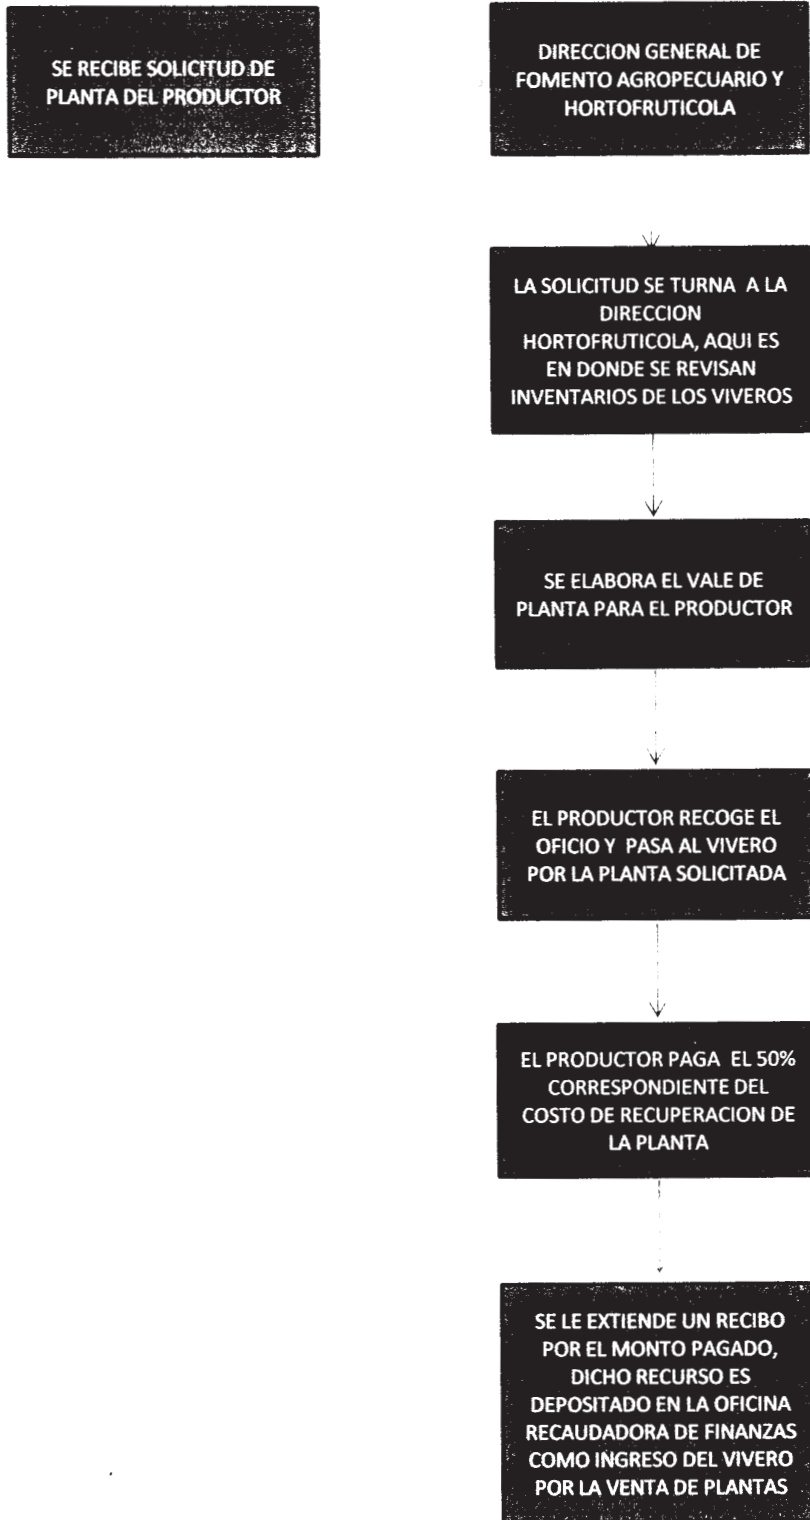 SE RECIBE SOLICITUD DE
PLANTA DEL PRODUCTOR
DIRECCION GENERAL DE
FOMENTO AGROPECUARIO Y
HORTOFRUTICOLA
LA SOLICITUD SE TURNA A LA
DIRECCION
HORTOFRUTICOLA, AQUI ES
EN DONDE SE REVISAN
INVENTARIOS DE LOS VIVEROS
SE ELABORA EL VALE DE
PLANTA PARA EL PRODUCTOR
EL PRODUCTOR RECOGE EL
OFICIO Y PASA AL VIVERO
POR LA PLANTA SOLICITADA
EL PRODUCTOR PAGA EL 50%
CORRESPONDIENTE DEL
COSTO DE RECUPERACION DE
LA PLANTA
SE LE EXTIENDE UN RECIBO
POR EL MONTO PAGADO,
DICHO RECURSO ES
DEPOSITADO EN LA OFICINA
RECAUDADORA DE FINANZAS
COMO INGRESO DEL VIVERO
POR LA VENTA DE PLANTAS